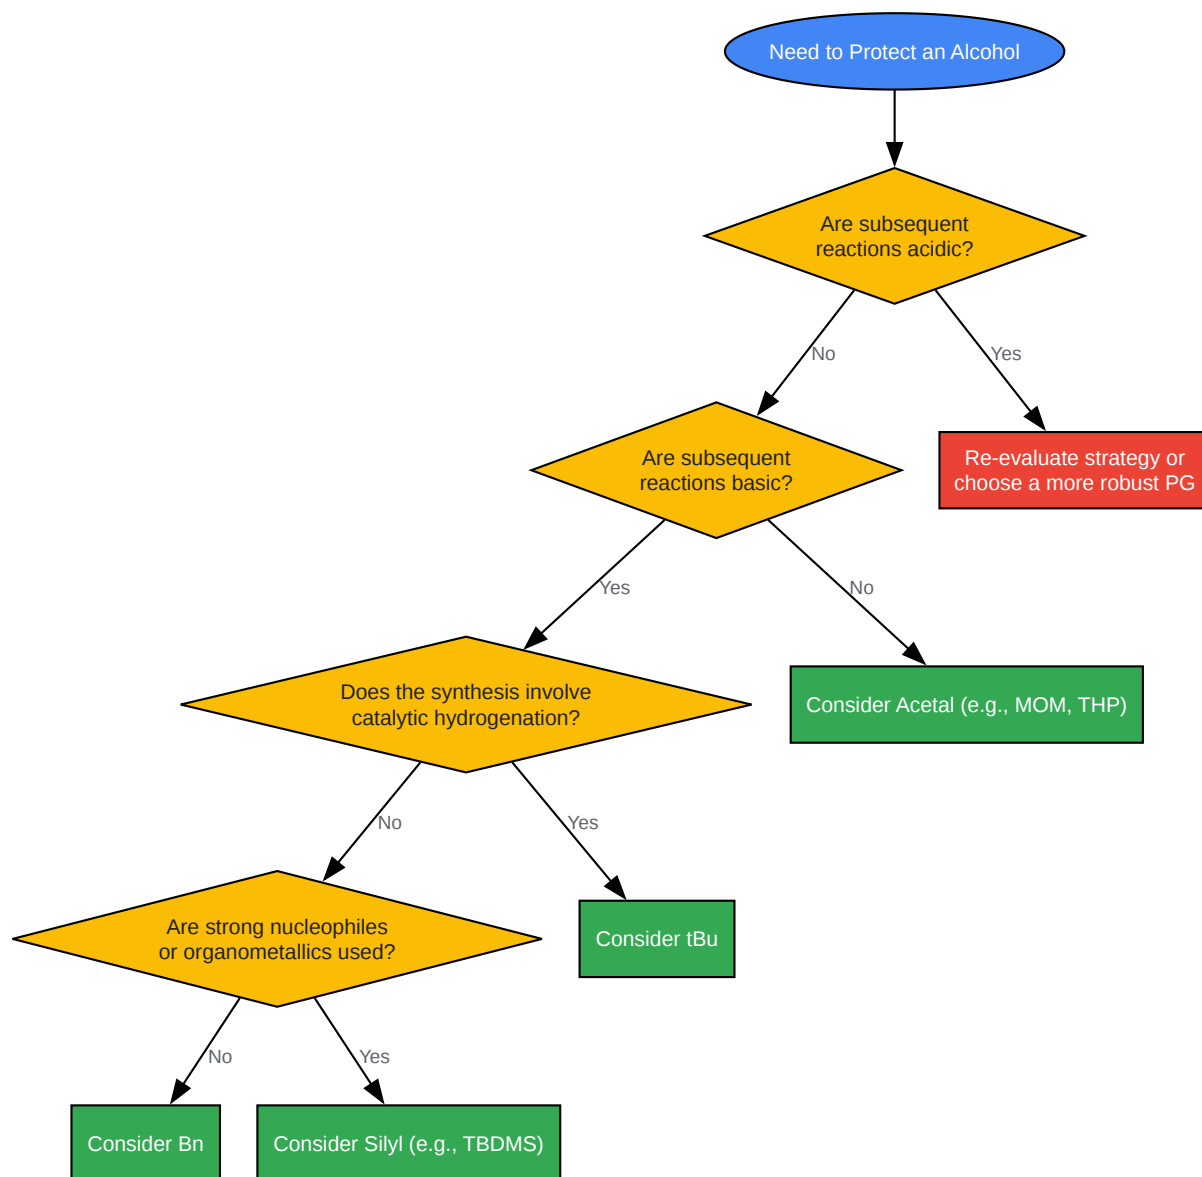 Need to Protect an Alcohol
Are subsequent
reactions acidic?
No
Yes
Are subsequent
reactions basic?
Re-evaluate strategy or
choose a more robust PG
Yes
No
Does the synthesis involve
catalytic hydrogenation?
Consider Acetal (e.g., MOM, THP)
No
Yes
Are strong nucleophiles
or organometallics used?
Consider tBu
No
Yes
Consider Bn
Consider Silyl (e.g., TBDMS)